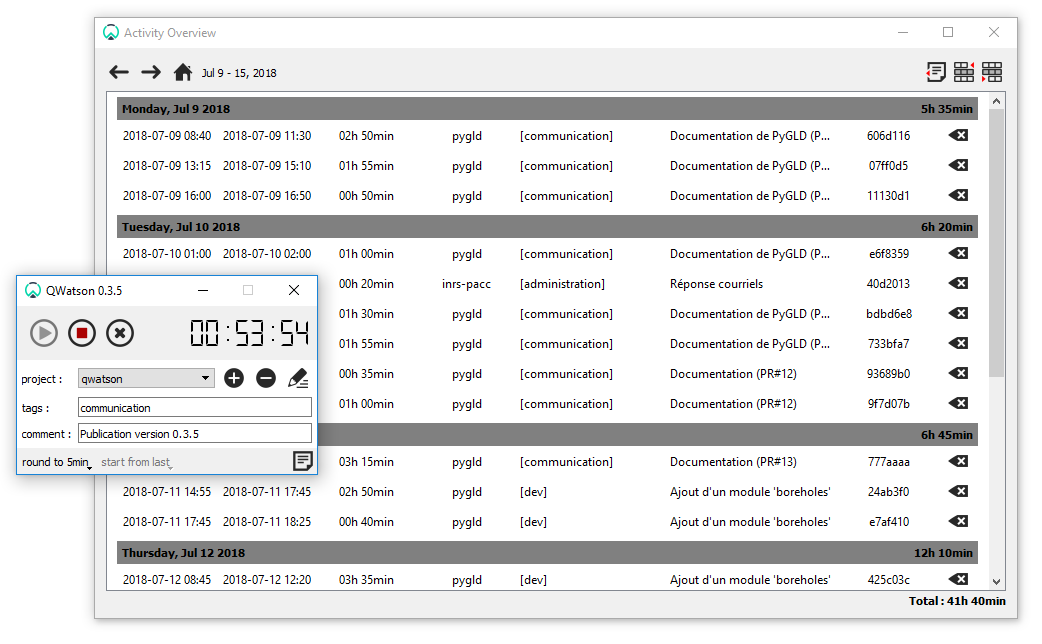 Activity Overview
Jul 9 - 15, 2018
Monday, Jul 9 2018 5h 35min
2018-07-09 08:40 2018-07-09 11:30 02h 50min pygld [communication] Documentation de PyGLD (P... 606d116
2018-07-09 13:15 2018-07-09 15:10 01h 55min pygld [communication] Documentation de PyGLD (P... 07ff0d5
2018-07-09 16:00 2018-07-09 16:50 00h 50min pygld [communication] Documentation de PyGLD (P... 11130d1
Tuesday, Jul 10 2018 6h 20min
2018-07-10 01:00 2018-07-10 02:00 01h 00min pygld [communication] Documentation de PyGLD (P... e6f8359
00h 20min inrs-pacc [administration] Réponse courriels 40d2013
01h 30min pygld [communication] Documentation de PyGLD (P... bdbd6e8
01h 55min pygld [communication] Documentation de PyGLD (P... 733bfa7
00h 35min pygld [communication] Documentation (PR#12) 93689b0
01h 00min pygld [communication] Documentation (PR#12) 9f7d07b
6h 45min
03h 15min pygld [communication] Documentation (PR#13) 777aaaa
2018-07-11 14:55 2018-07-11 17:45 02h 50min pygld [dev] Ajout d'un module 'boreholes' 24ab3f0
2018-07-11 17:45 2018-07-11 18:25 00h 40min pygld [dev] Ajout d'un module 'boreholes' e7af410
Thursday, Jul 12 2018 12h 10min
2018-07-12 08:45 2018-07-12 12:20 03h 35min pygld [dev] Ajout d'un module 'boreholes' 425c03c
Total : 41h 40min
QWatson 0.3.5
00:53:54
project : qwatson
tags : communication
comment : Publication version 0.3.5
round to 5min start from last